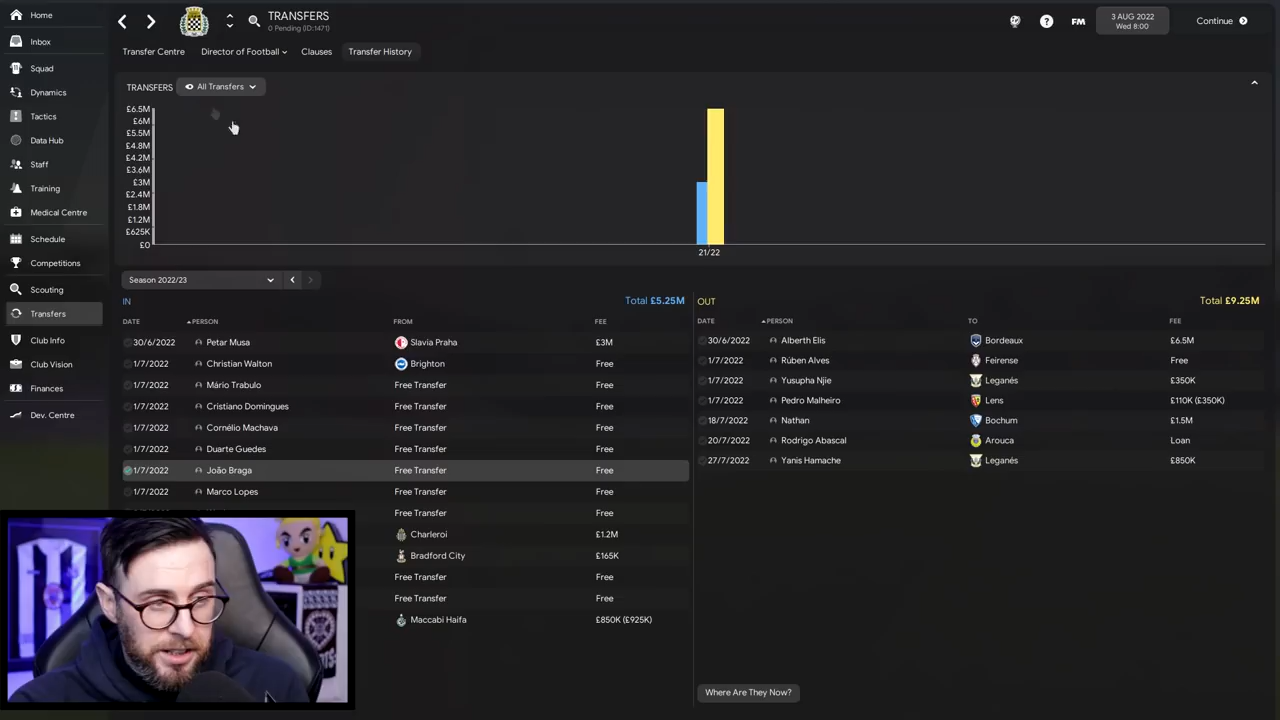 Home
Inbox
Squad
Dynamics
Tactics
Data Hub
Staff
Training
Medical Centre
Schedule
Competitions
Scouting
Transfers
Club Info
Club Vision
Finances
Dev. Centre
TRANSFERS
0 Pending (ID:1471)
?
FM
3 AUG 2022
Wed 8:00
Continue
Transfer Centre
Director of Football
Clauses
Transfer History
TRANSFERS
All Transfers
£6.5M
£6M
£5.5M
£4.8M
£4.2M
£3.6M
£3M
£2.4M
£1.8M
£1.2M
£625K
£0
21/22
Season 2022/23
IN Total £5.25M
DATE PERSON FROM FEE
30/6/2022 Petar Musa Slavia Praha £3M
1/7/2022 Christian Walton Brighton Free
1/7/2022 Mário Trabulo Free Transfer Free
1/7/2022 Cristiano Domingues Free Transfer Free
1/7/2022 Cornélio Machava Free Transfer Free
1/7/2022 Duarte Guedes Free Transfer Free
1/7/2022 João Braga Free Transfer Free
1/7/2022 Marco Lopes Free Transfer Free
Free Transfer Free
Charleroi £1.2M
Bradford City £165K
Free Transfer Free
Free Transfer Free
Maccabi Haifa £850K (£925K)
OUT Total £9.25M
DATE PERSON TO FEE
30/6/2022 Alberth Elis Bordeaux £6.5M
1/7/2022 Rúben Alves Feirense Free
1/7/2022 Yusupha Njie Leganés £350K
1/7/2022 Pedro Malheiro Lens £110K (£350K)
18/7/2022 Nathan Bochum £1.5M
20/7/2022 Rodrigo Abascal Arouca Loan
27/7/2022 Yanis Hamache Leganés £850K
Where Are They Now?